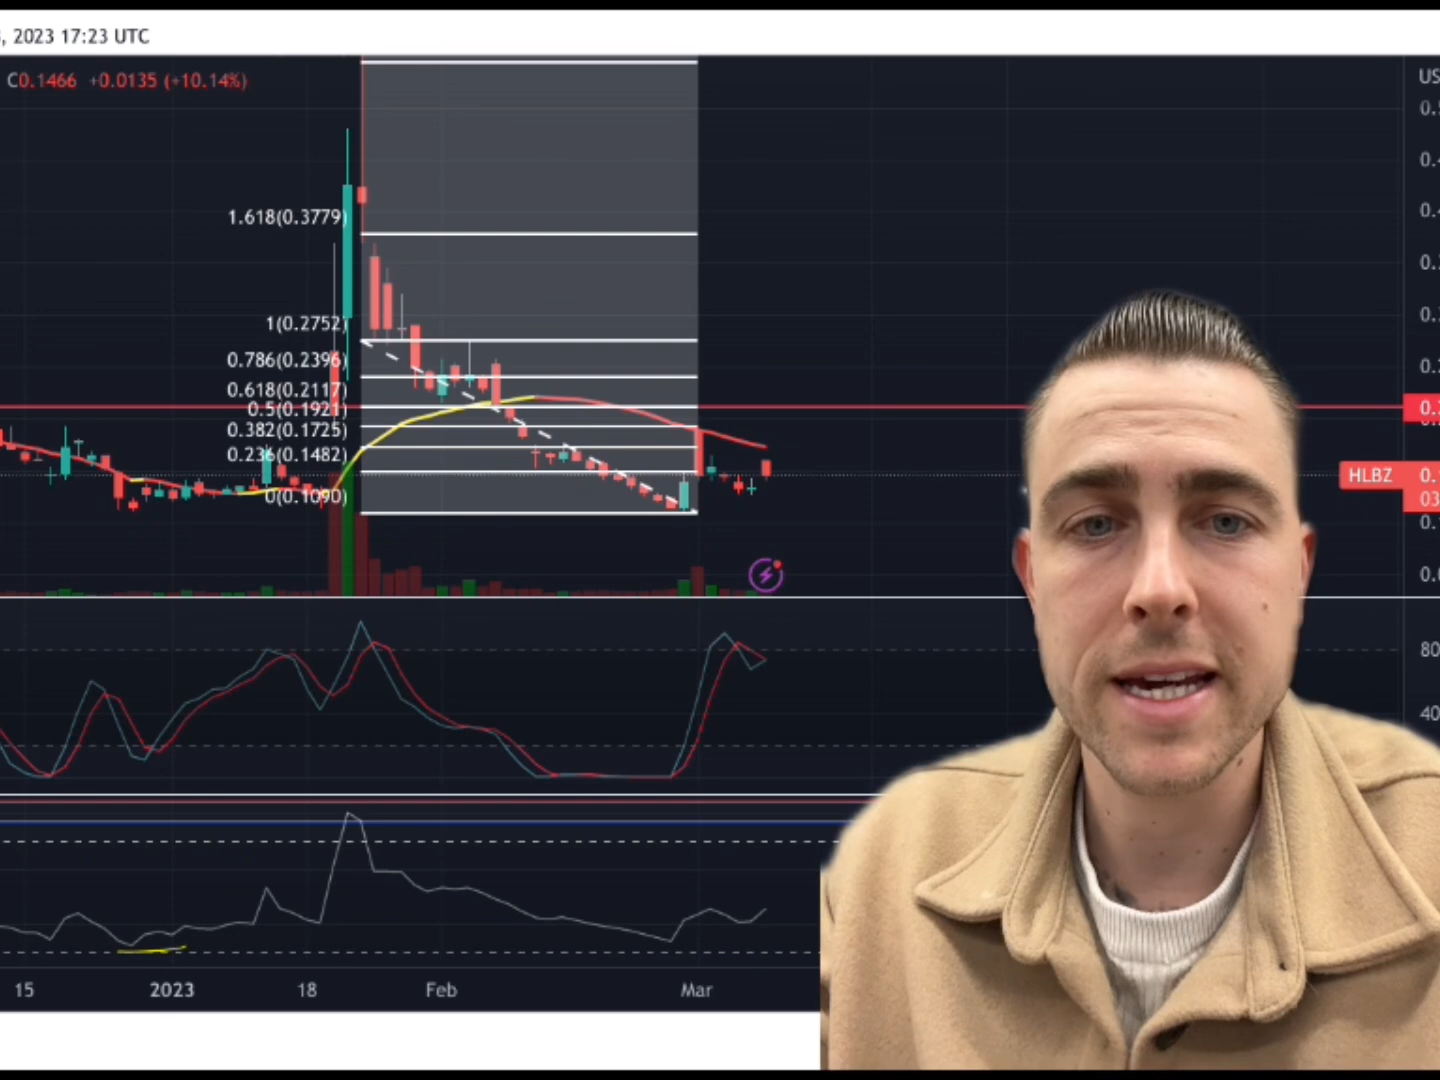 , 2023 17:23 UTC
C0.1466 +0.0135 (+10.14%)
US
1.618(0.3779)
1(0.2752)
0.786(0.2396)
0.618(0.2117)
0.5(0.1921)
0.382(0.1725)
0.236(0.1482)
0(0.1090)
HLBZ
80
40
15 2023 18 Feb Mar